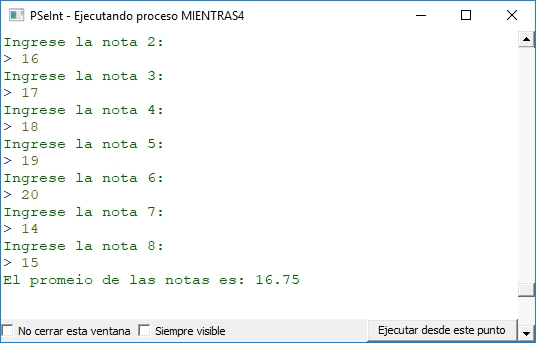 PSeInt - Ejecutando proceso MIENTRAS4
Ingrese la nota 2:
> 16
Ingrese la nota 3:
> 17
Ingrese la nota 4:
> 18
Ingrese la nota 5:
> 19
Ingrese la nota 6:
> 20
Ingrese la nota 7:
> 14
Ingrese la nota 8:
> 15
El promeio de las notas es: 16.75
No cerrar esta ventana Siempre visible Ejecutar desde este punto